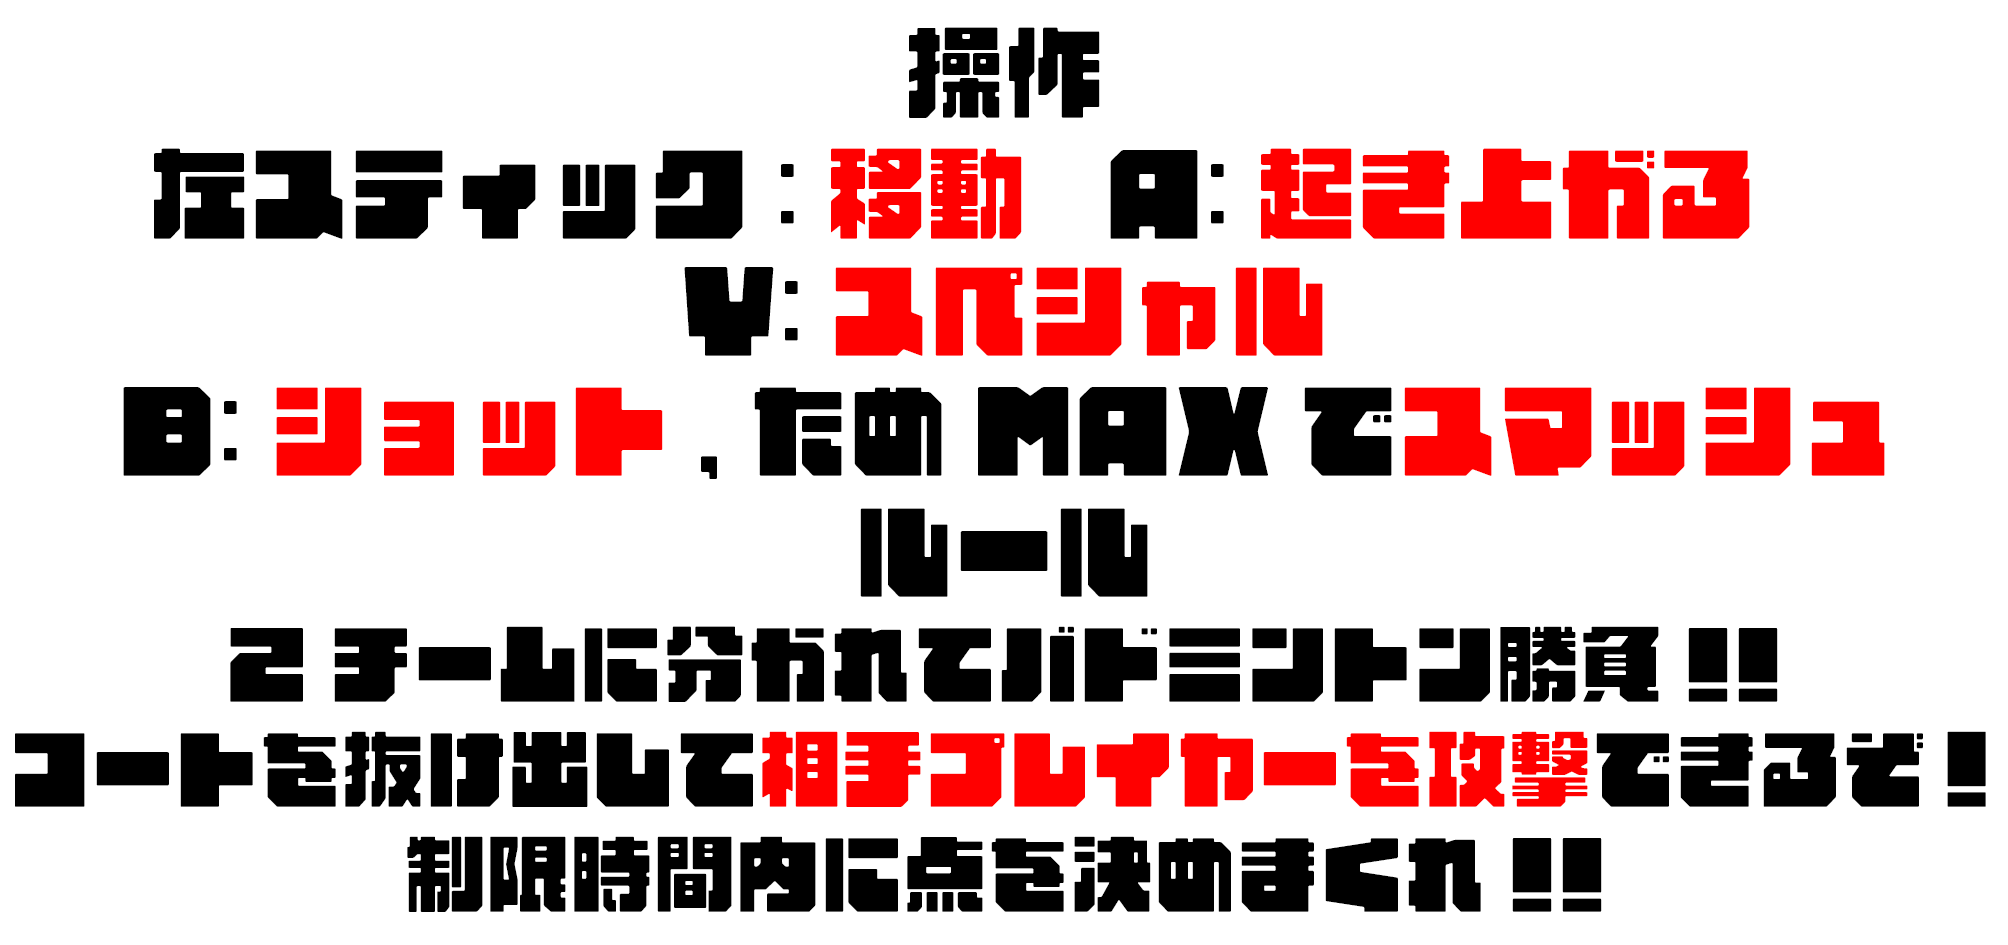 操作
左スティック：移動　A：起き上がる
Y：スペシャル
B：ショット，ためMAXでスマッシュ
ルール
2チームに分かれてバドミントン勝負!!
コートを抜け出して相手プレイヤーを攻撃できるぞ!
制限時間内に点を決めまくれ!!